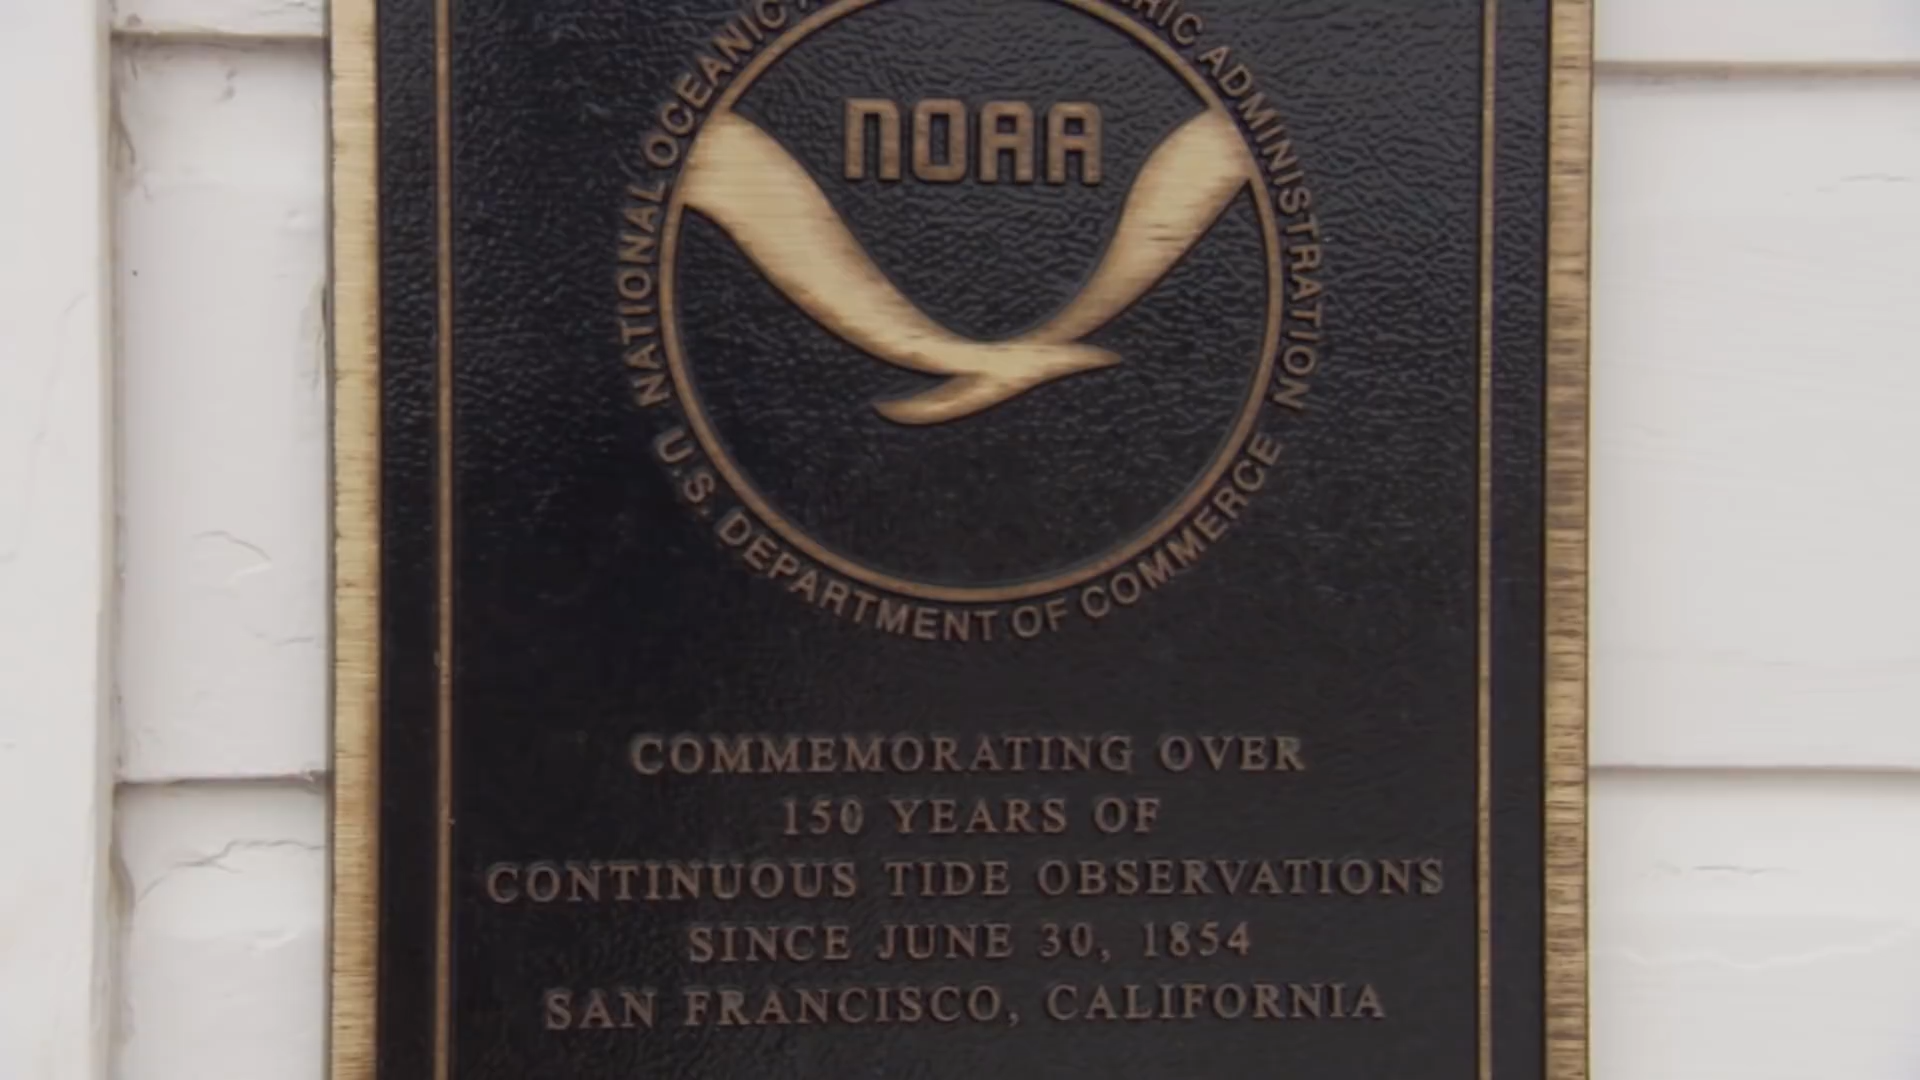 NATIONAL OCEANIC ADMINISTRATION
NOAA
U.S. DEPARTMENT OF COMMERCE
COMMEMORATING OVER
150 YEARS OF
CONTINUOUS TIDE OBSERVATIONS
SINCE JUNE 30, 1854
SAN FRANCISCO, CALIFORNIA